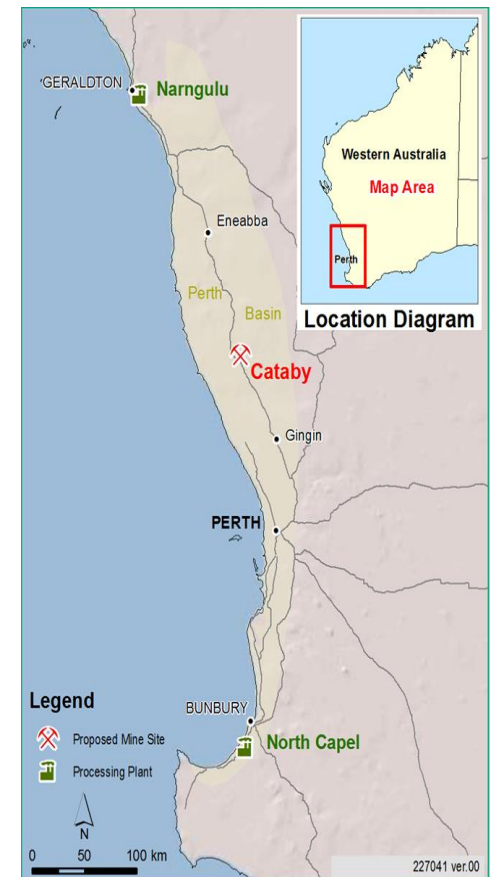 GERALDTON
Narngulu
Eneabba
Perth
Basin
Cataby
Gingin
PERTH
BUNBURY
North Capel
Western Australia
Map Area
Perth
Location Diagram
Legend
Proposed Mine Site
Processing Plant
N
0 50 100 km
227041 ver.00